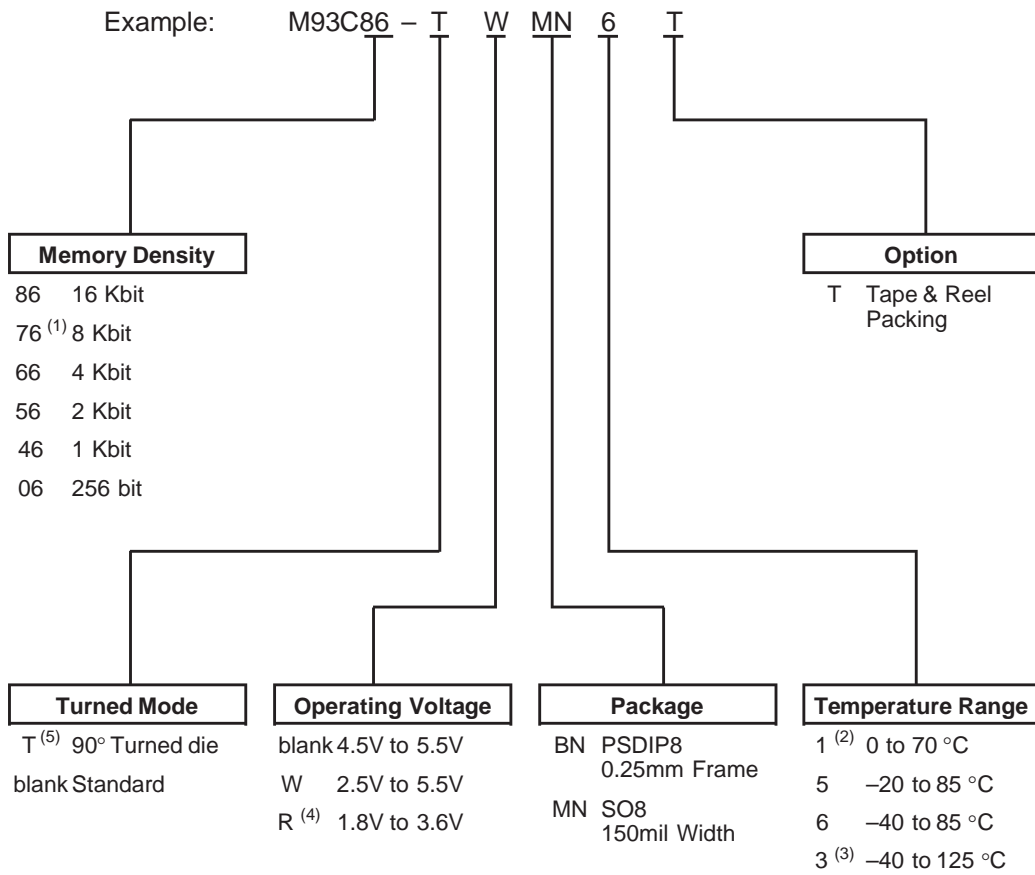 Example: M93C86 – T W MN 6 T
Memory Density
86 16 Kbit
76 (1) 8 Kbit
66 4 Kbit
56 2 Kbit
46 1 Kbit
06 256 bit
Option
T Tape & Reel
Packing
Turned Mode
T (5) 90° Turned die
blank Standard
Operating Voltage
blank 4.5V to 5.5V
W 2.5V to 5.5V
R (4) 1.8V to 3.6V
Package
BN PSDIP8
0.25mm Frame
MN SO8
150mil Width
Temperature Range
1 (2) 0 to 70 °C
5 –20 to 85 °C
6 –40 to 85 °C
3 (3) –40 to 125 °C